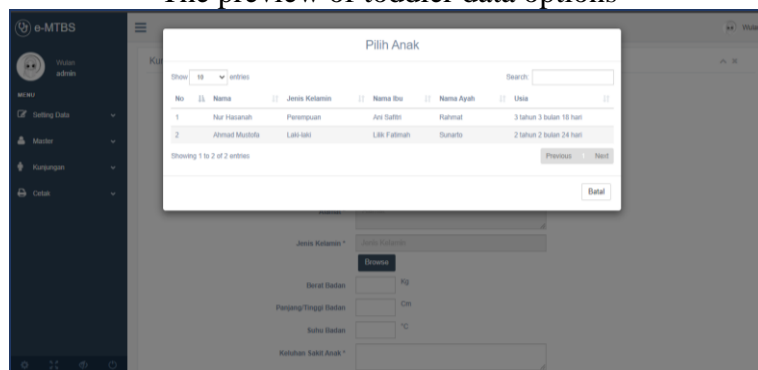 The preview of toddler data options
e-MTBS
Wulan
Wulan
admin
MENU
Setting Data
Master
Kunjungan
Cetak
Pilih Anak
Show 10 entries
Search:
No Nama Jenis Kelamin Nama Ibu Nama Ayah Usia
1 Nur Hasanah Perempuan Ani Safitri Rahmat 3 tahun 3 bulan 18 hari
2 Ahmad Mustofa Laki-laki Lilik Fatimah Sunarto 2 tahun 2 bulan 24 hari
Showing 1 to 2 of 2 entries
Previous 1 Next
Batal
Jenis Kelamin * Jenis Kelamin
Browse
Berat Badan Kg
Panjang/Tinggi Badan Cm
Suhu Badan °C
Keluhan Sakit Anak *